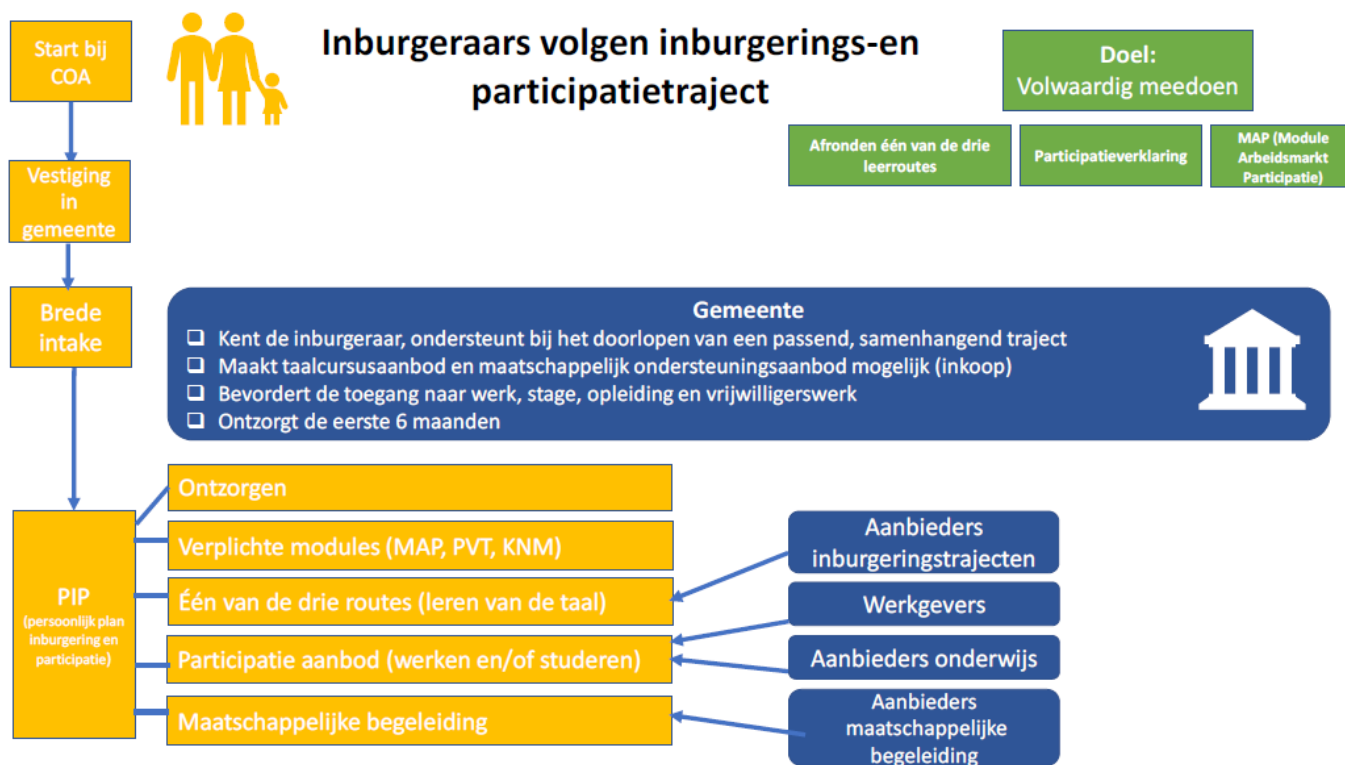 Start bij
COA
Inburgeraars volgen inburgerings-en
participatietraject
Doel:
Volwaardig meedoen
Afronden één van de drie
leerroutes
Participatieverklaring
MAP (Module
Arbeidsmarkt
Participatie)
Vestiging
in
gemeente
Brede
intake
Gemeente
❑ Kent de inburgeraar, ondersteunt bij het doorlopen van een passend, samenhangend traject
❑ Maakt taalcursusaanbod en maatschappelijk ondersteuningsaanbod mogelijk (inkoop)
❑ Bevordert de toegang naar werk, stage, opleiding en vrijwilligerswerk
❑ Ontzorgt de eerste 6 maanden
PIP
(persoonlijk plan
inburgering en
participatie)
Ontzorgen
Verplichte modules (MAP, PVT, KNM)
Één van de drie routes (leren van de taal)
Participatie aanbod (werken en/of studeren)
Maatschappelijke begeleiding
Aanbieders
inburgeringstrajecten
Werkgevers
Aanbieders onderwijs
Aanbieders
maatschappelijke
begeleiding